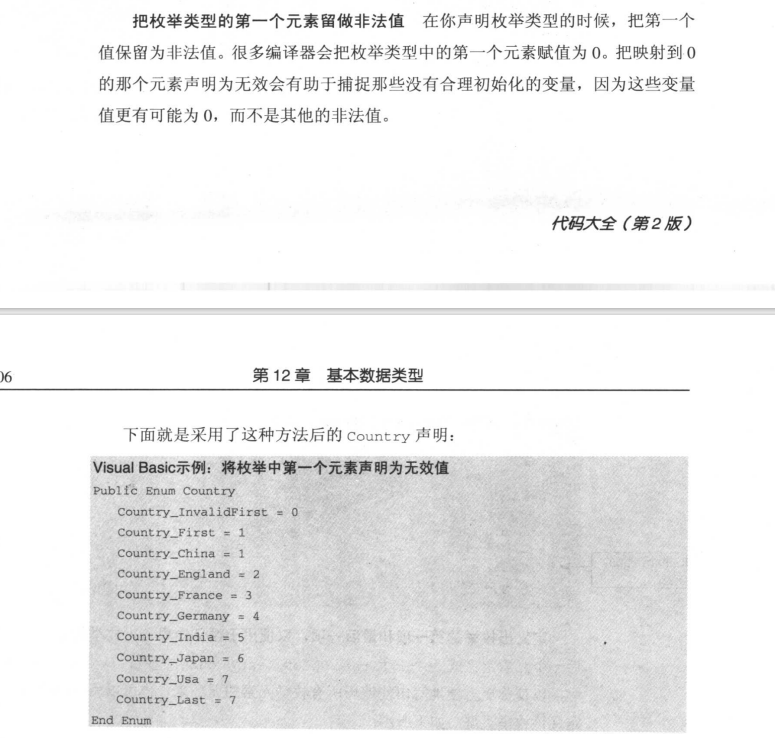 把枚举类型的第一个元素留做非法值 在你声明枚举类型的时候，把第一个
值保留为非法值。很多编译器会把枚举类型中的第一个元素赋值为 0。把映射到 0
的那个元素声明为无效会有助于捕捉那些没有合理初始化的变量，因为这些变量
值更有可能为 0，而不是其他的非法值。
代码大全（第 2 版）
06
第 12 章 基本数据类型
下面就是采用了这种方法后的 Country 声明：
Visual Basic示例：将枚举中第一个元素声明为无效值
Public Enum Country
Country_InvalidFirst = 0
Country_First = 1
Country_China = 1
Country_England = 2
Country_France = 3
Country_Germany = 4
Country_India = 5
Country_Japan = 6
Country_Usa = 7
Country_Last = 7
End Enum